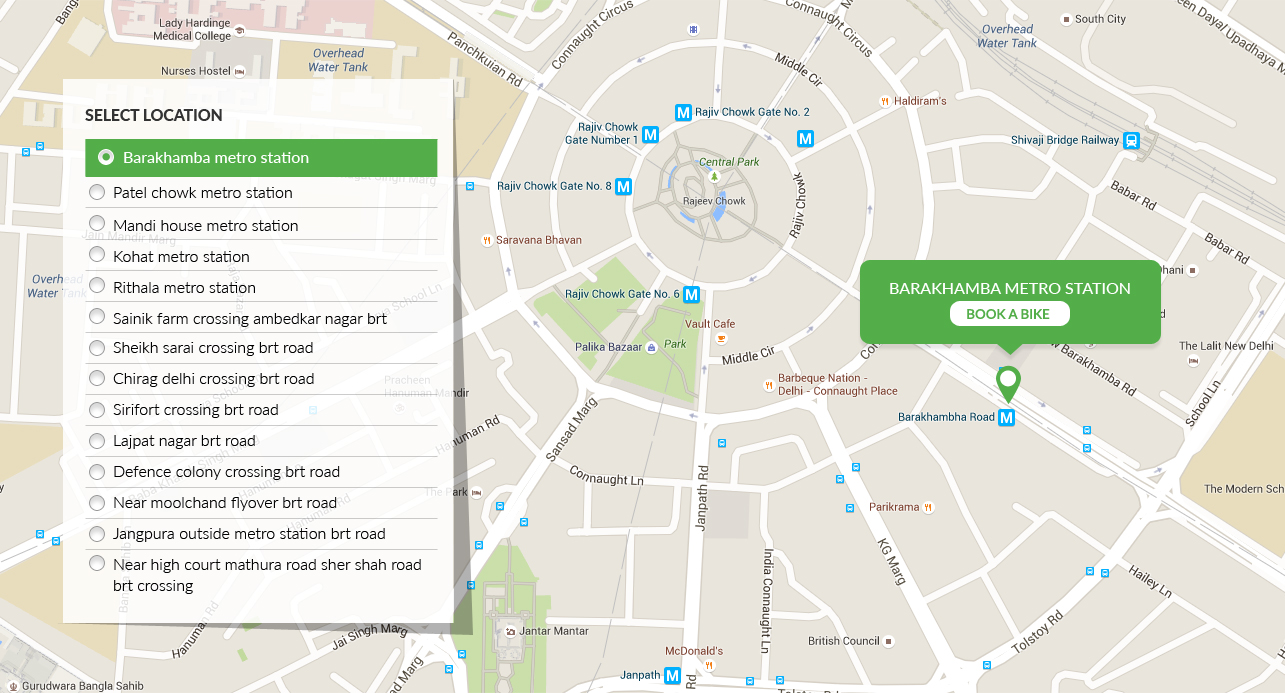 SELECT LOCATION
Barakhamba metro station
Patel chowk metro station
Mandi house metro station
Kohat metro station
Rithala metro station
Sainik farm crossing ambedkar nagar brt
Sheikh sarai crossing brt road
Chirag delhi crossing brt road
Sirifort crossing brt road
Lajpat nagar brt road
Defence colony crossing brt road
Near moolchand flyover brt road
Jangpura outside metro station brt road
Near high court mathura road sher shah road
brt crossing
BARAKHAMBA METRO STATION
BOOK A BIKE
Lady Hardinge
Medical College
Nurses Hostel
Overhead
Water Tank
Panchkuian Rd
Connaught Circus
Connaught Circus
Middle Cir
South City
Overhead
Water Tank
Deen Dayal Upadhaya
Haldiram's
Rajiv Chowk Gate No. 2
Rajiv Chowk
Gate Number 1
M
M
M
Shivaji Bridge Railway
Central Park
Rajiv Chowk Gate No. 8
M
Rajeev Chowk
Rajiv Chowk
Babar Rd
Babar Rd
Saravana Bhavan
Jain Mandir Marg
Overhead
Water Tank
School Ln
Rajiv Chowk Gate No. 6
M
Vault Cafe
Palika Bazaar
Park
Middle Cir
Barbeque Nation -
Delhi - Connaught Place
The Lalit New Delhi
Barakhamba Rd
School Ln
Barakhambha Road
M
Pracheen
Hanuman Mandir
Hanuman Rd
Sansad Marg
Connaught Ln
The Park
Janpath Rd
Parikrama
The Modern Sch
KG Marg
India Connaught Ln
Hailey Ln
Hanuman Rd
Hanuman Rd
Jai Singh Marg
Jantar Mantar
British Council
Tolstoy Rd
McDonald's
Janpath
M
Rd
Sansad Marg
Gurudwara Bangla Sahib